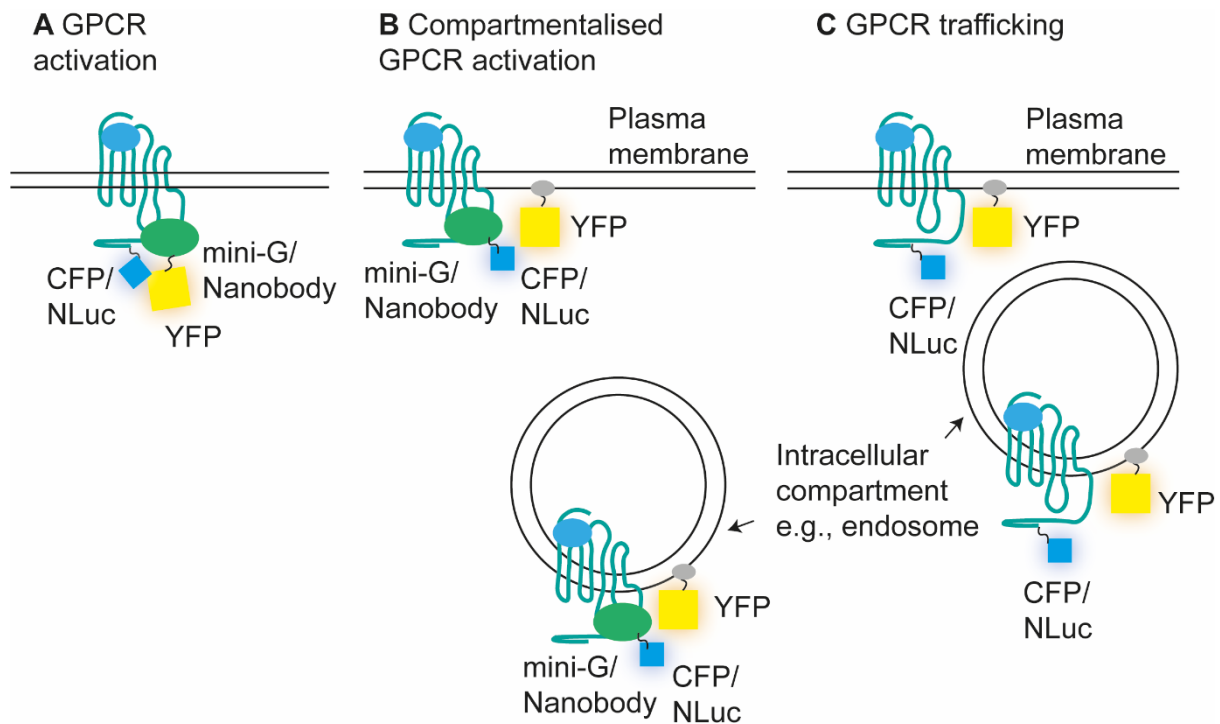 A GPCR
activation
mini-G/
Nanobody
CFP/
NLuc
YFP
B Compartmentalised
GPCR activation
Plasma
membrane
YFP
mini-G/
Nanobody
CFP/
NLuc
YFP
mini-G/
Nanobody
CFP/
NLuc
Intracellular
compartment
e.g., endosome
C GPCR trafficking
Plasma
membrane
YFP
CFP/
NLuc
YFP
CFP/
NLuc